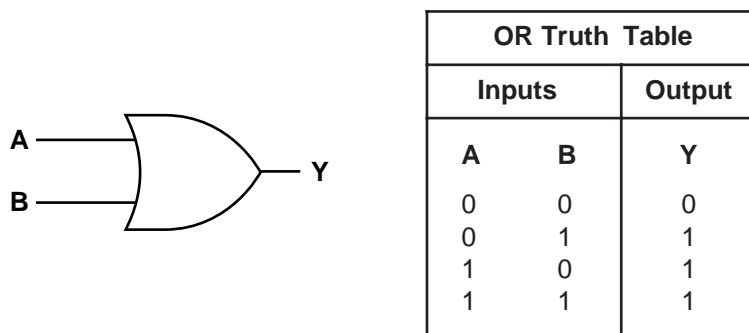 A
B
Y
OR Truth Table
Inputs Output
A B Y
0 0 0
0 1 1
1 0 1
1 1 1